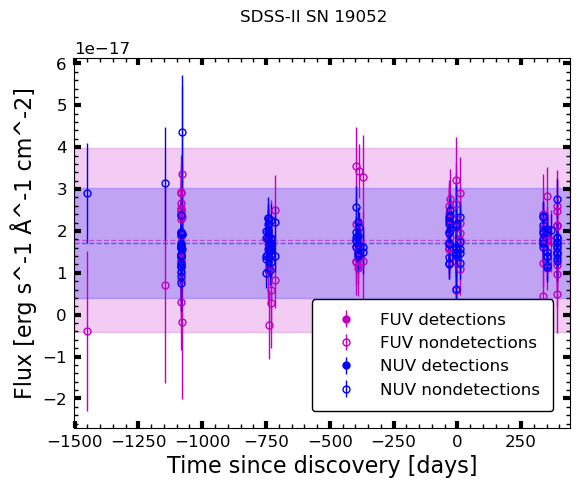 SDSS-II SN 19052
1e−17
6
5
4
3
2
1
0
−1
−2
Flux [erg s^-1 Å^-1 cm^-2]
FUV detections
FUV nondetections
NUV detections
NUV nondetections
−1500 −1250 −1000 −750 −500 −250 0 250
Time since discovery [days]